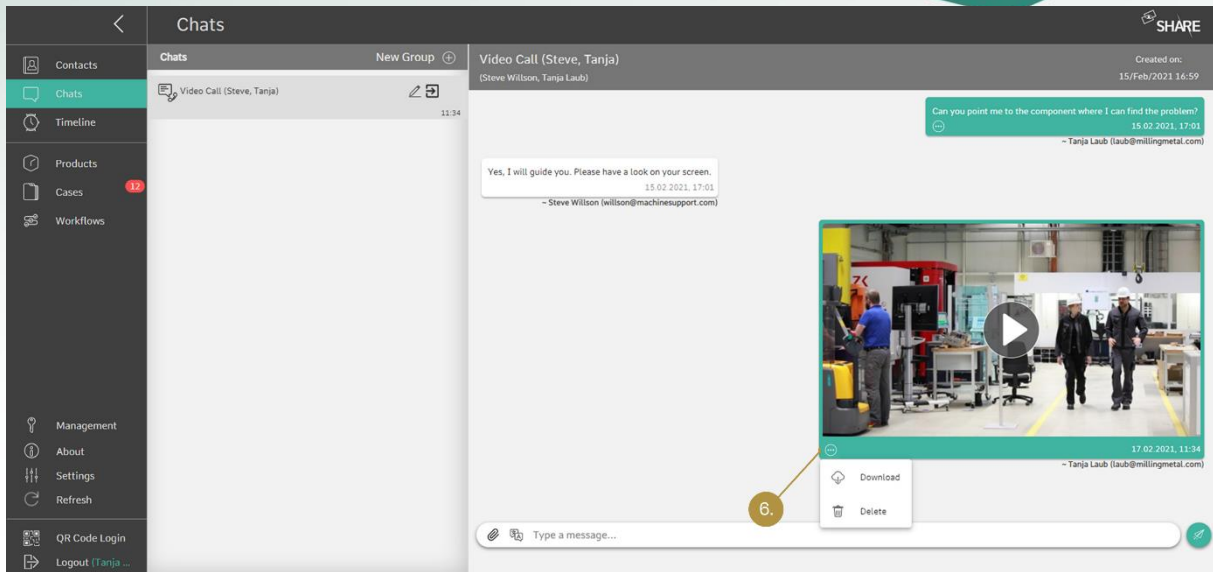 Chats
SHARE
Contacts
Chats
Timeline
Products
Cases
12
Workflows
Management
About
Settings
Refresh
QR Code Login
Logout (Tanja ...
Chats
New Group
Video Call (Steve, Tanja)
11:34
Video Call (Steve, Tanja)
(Steve Willson, Tanja Laub)
Created on:
15/Feb/2021 16:59
Can you point me to the component where I can find the problem?
15.02.2021, 17:01
~ Tanja Laub (laub@millingmetal.com)
Yes, I will guide you. Please have a look on your screen.
15.02.2021, 17:01
~ Steve Willson (willson@machinesupport.com)
17.02.2021, 11:34
~ Tanja Laub (laub@millingmetal.com)
Download
Delete
6.
Type a message...